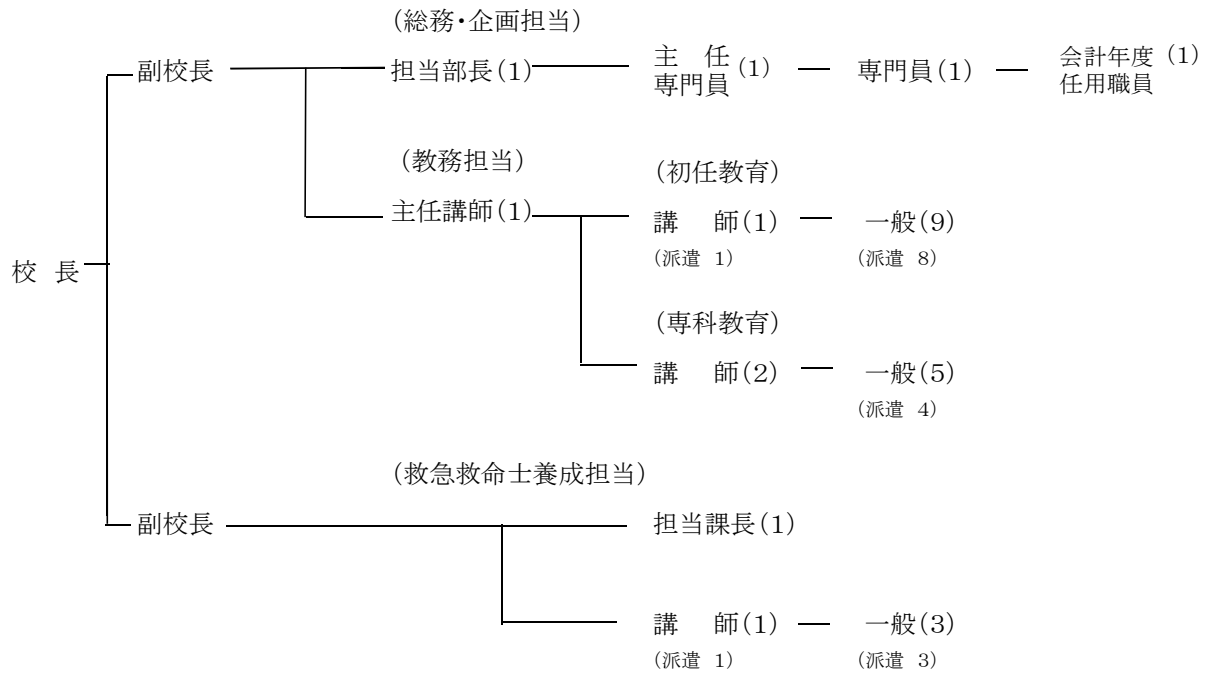 (総務・企画担当)
副校長 担当部長(1) 主 任 専門員 (1) 専門員(1) 会計年度 任用職員 (1)
(教務担当)
(初任教育)
主任講師(1)
講 師(1) 一般(9)
(派遣 1) (派遣 8)
校 長
(専科教育)
講 師(2) 一般(5)
(派遣 4)
(救急救命士養成担当)
副校長 担当課長(1)
講 師(1) 一般(3)
(派遣 1) (派遣 3)